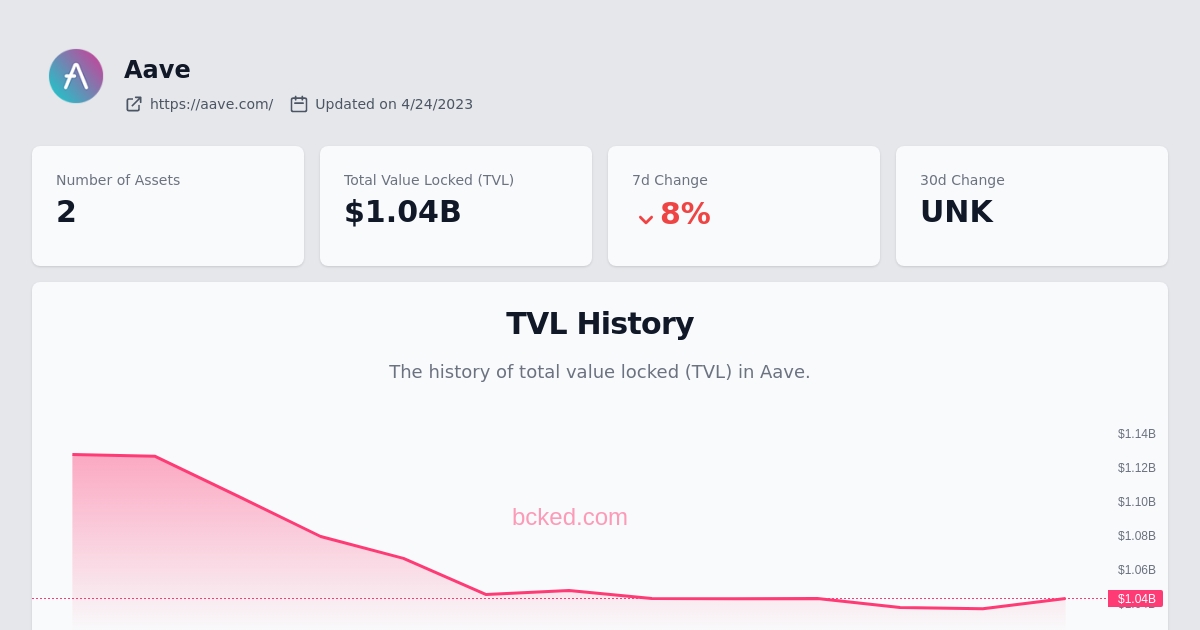 Aave
https://aave.com/ Updated on 4/24/2023
Number of Assets
2
Total Value Locked (TVL)
$1.04B
7d Change
8%
30d Change
UNK
TVL History
The history of total value locked (TVL) in Aave.
$1.14B
$1.12B
$1.10B
bcked.com
$1.08B
$1.06B
$1.04B